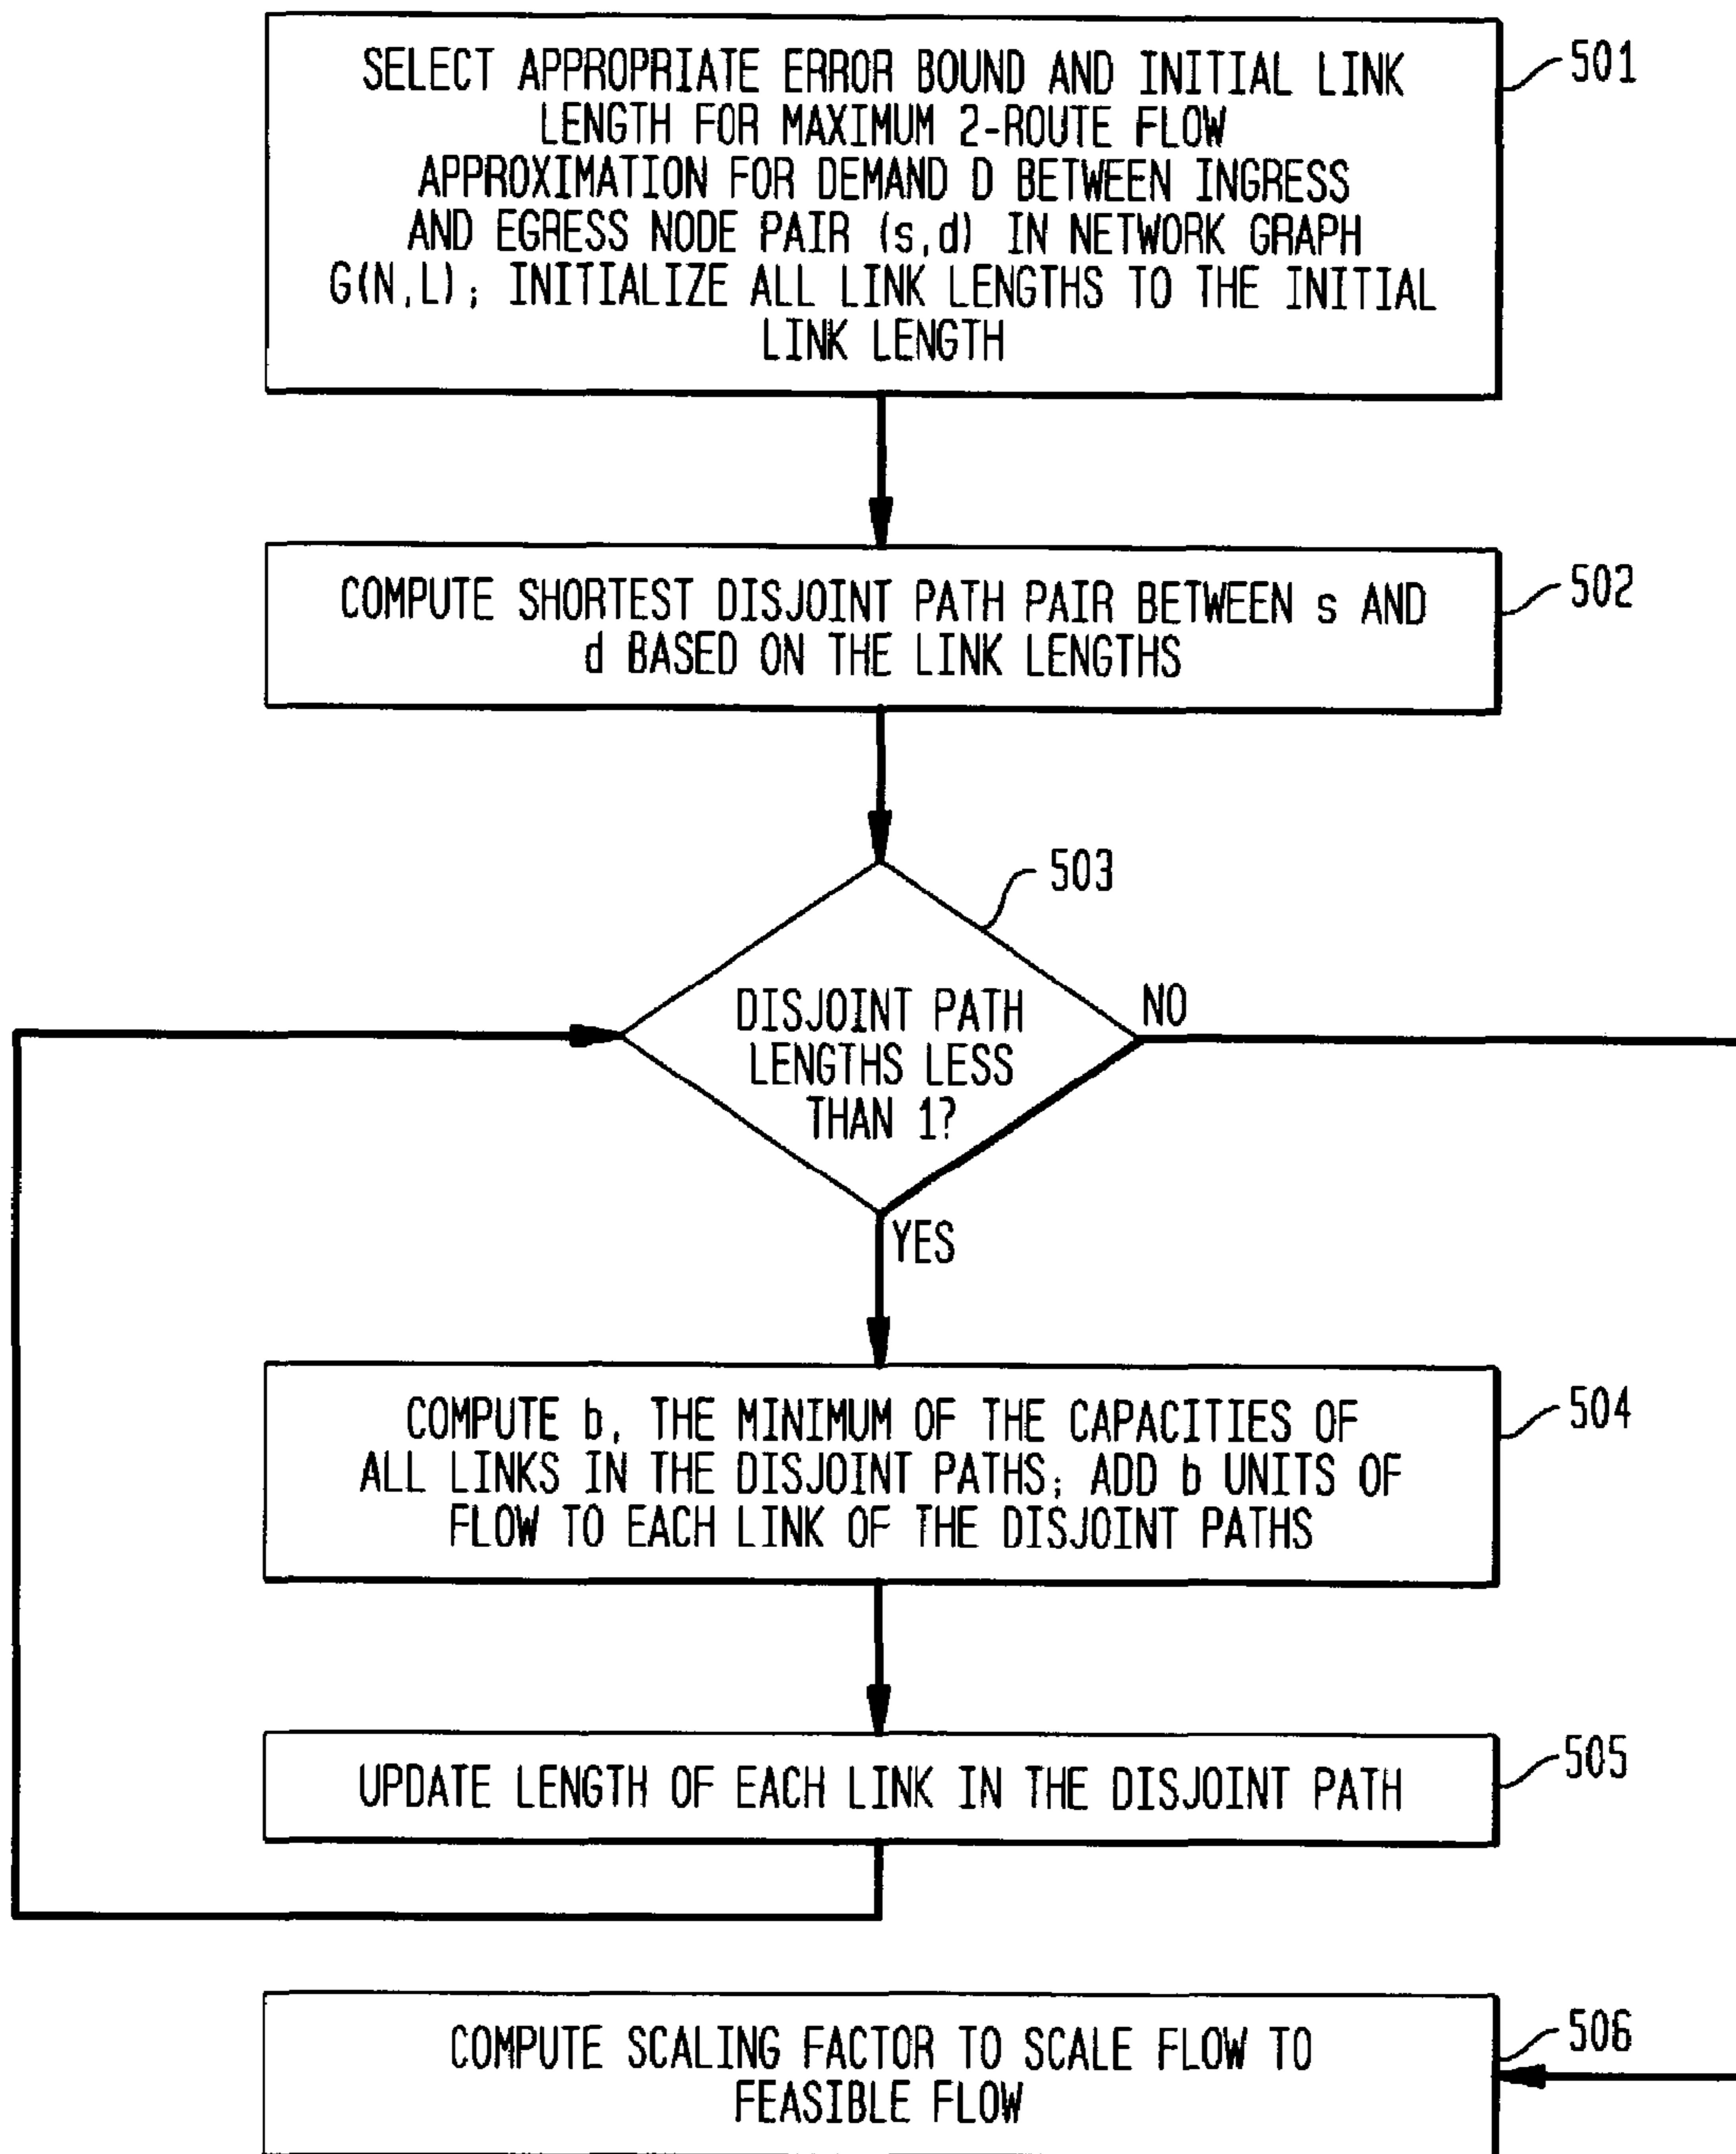 SELECT APPROPRIATE ERROR BOUND AND INITIAL LINK
LENGTH FOR MAXIMUM 2-ROUTE FLOW
APPROXIMATION FOR DEMAND D BETWEEN INGRESS
AND EGRESS NODE PAIR (s,d) IN NETWORK GRAPH
G(N,L); INITIALIZE ALL LINK LENGTHS TO THE INITIAL
LINK LENGTH
501
COMPUTE SHORTEST DISJOINT PATH PAIR BETWEEN s AND
d BASED ON THE LINK LENGTHS
502
503
DISJOINT PATH
LENGTHS LESS
THAN 1?
NO
YES
COMPUTE b, THE MINIMUM OF THE CAPACITIES OF
ALL LINKS IN THE DISJOINT PATHS; ADD b UNITS OF
FLOW TO EACH LINK OF THE DISJOINT PATHS
504
UPDATE LENGTH OF EACH LINK IN THE DISJOINT PATH
505
COMPUTE SCALING FACTOR TO SCALE FLOW TO
FEASIBLE FLOW
506